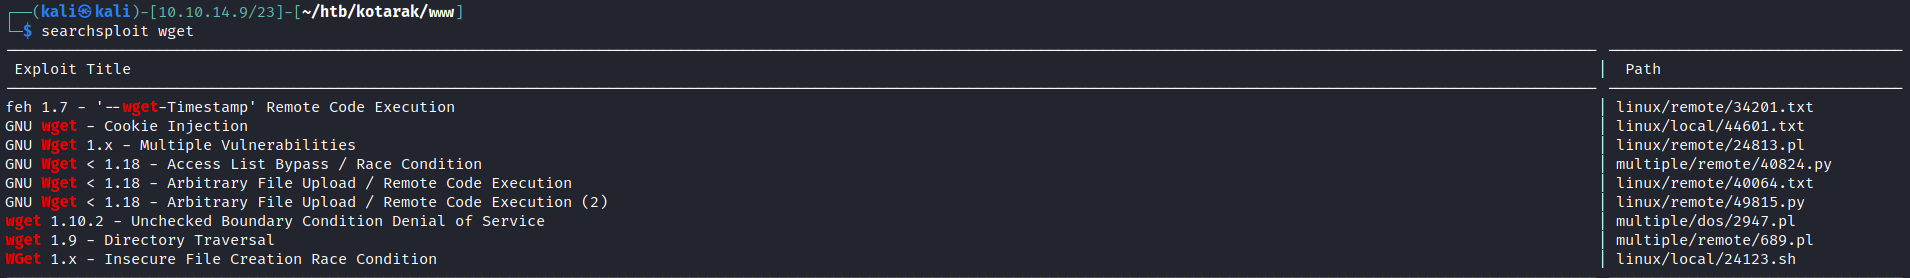 ┌──(kali㉿kali)-[10.10.14.9/23]-[~/htb/kotarak/www]
└─$ searchsploit wget
Exploit Title | Path
feh 1.7 - '--wget-Timestamp' Remote Code Execution | linux/remote/34201.txt
GNU wget - Cookie Injection | linux/local/44601.txt
GNU Wget 1.x - Multiple Vulnerabilities | linux/remote/24813.pl
GNU Wget < 1.18 - Access List Bypass / Race Condition | multiple/remote/40824.py
GNU Wget < 1.18 - Arbitrary File Upload / Remote Code Execution | linux/remote/40064.txt
GNU Wget < 1.18 - Arbitrary File Upload / Remote Code Execution (2) | linux/remote/49815.py
wget 1.10.2 - Unchecked Boundary Condition Denial of Service | multiple/dos/2947.pl
wget 1.9 - Directory Traversal | multiple/remote/689.pl
WGet 1.x - Insecure File Creation Race Condition | linux/local/24123.sh